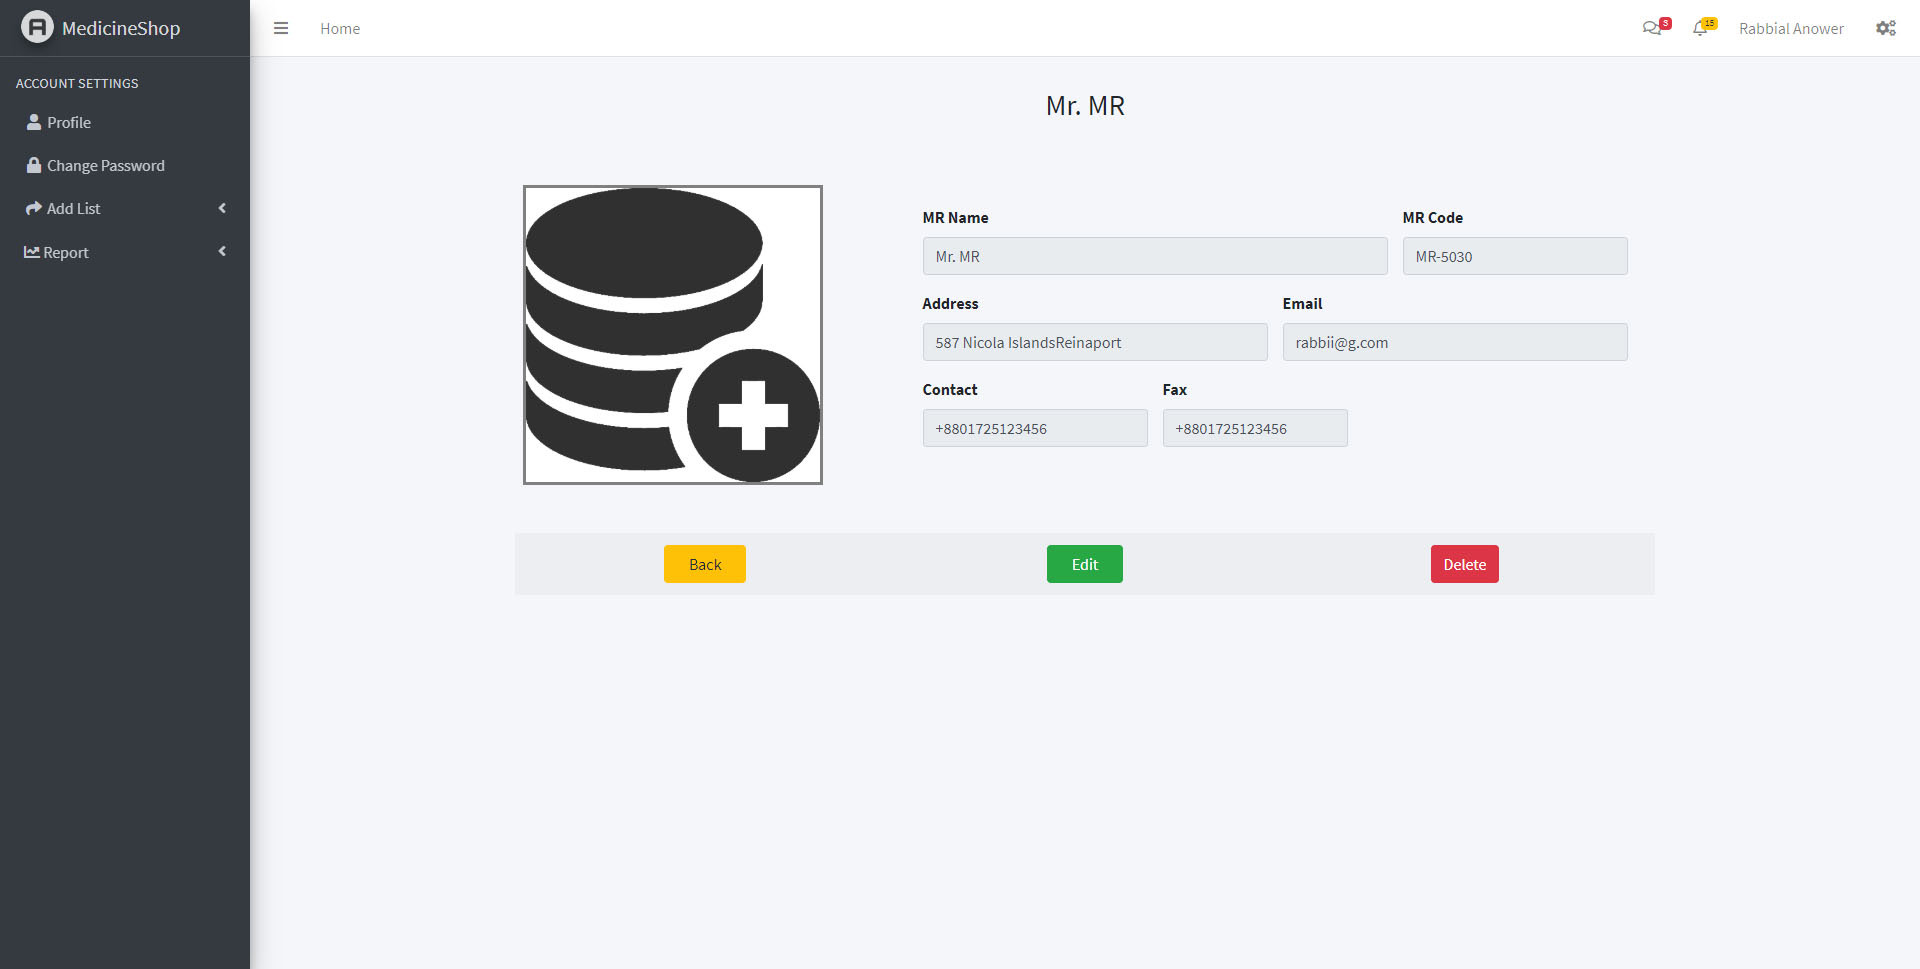 MedicineShop
Home
3
15
Rabbial Anower
ACCOUNT SETTINGS
Profile
Change Password
Add List
Report
Mr. MR
MR Name
MR Code
Mr. MR
MR-5030
Address
Email
587 Nicola IslandsReinaport
rabbii@g.com
Contact
Fax
+8801725123456
+8801725123456
Back
Edit
Delete